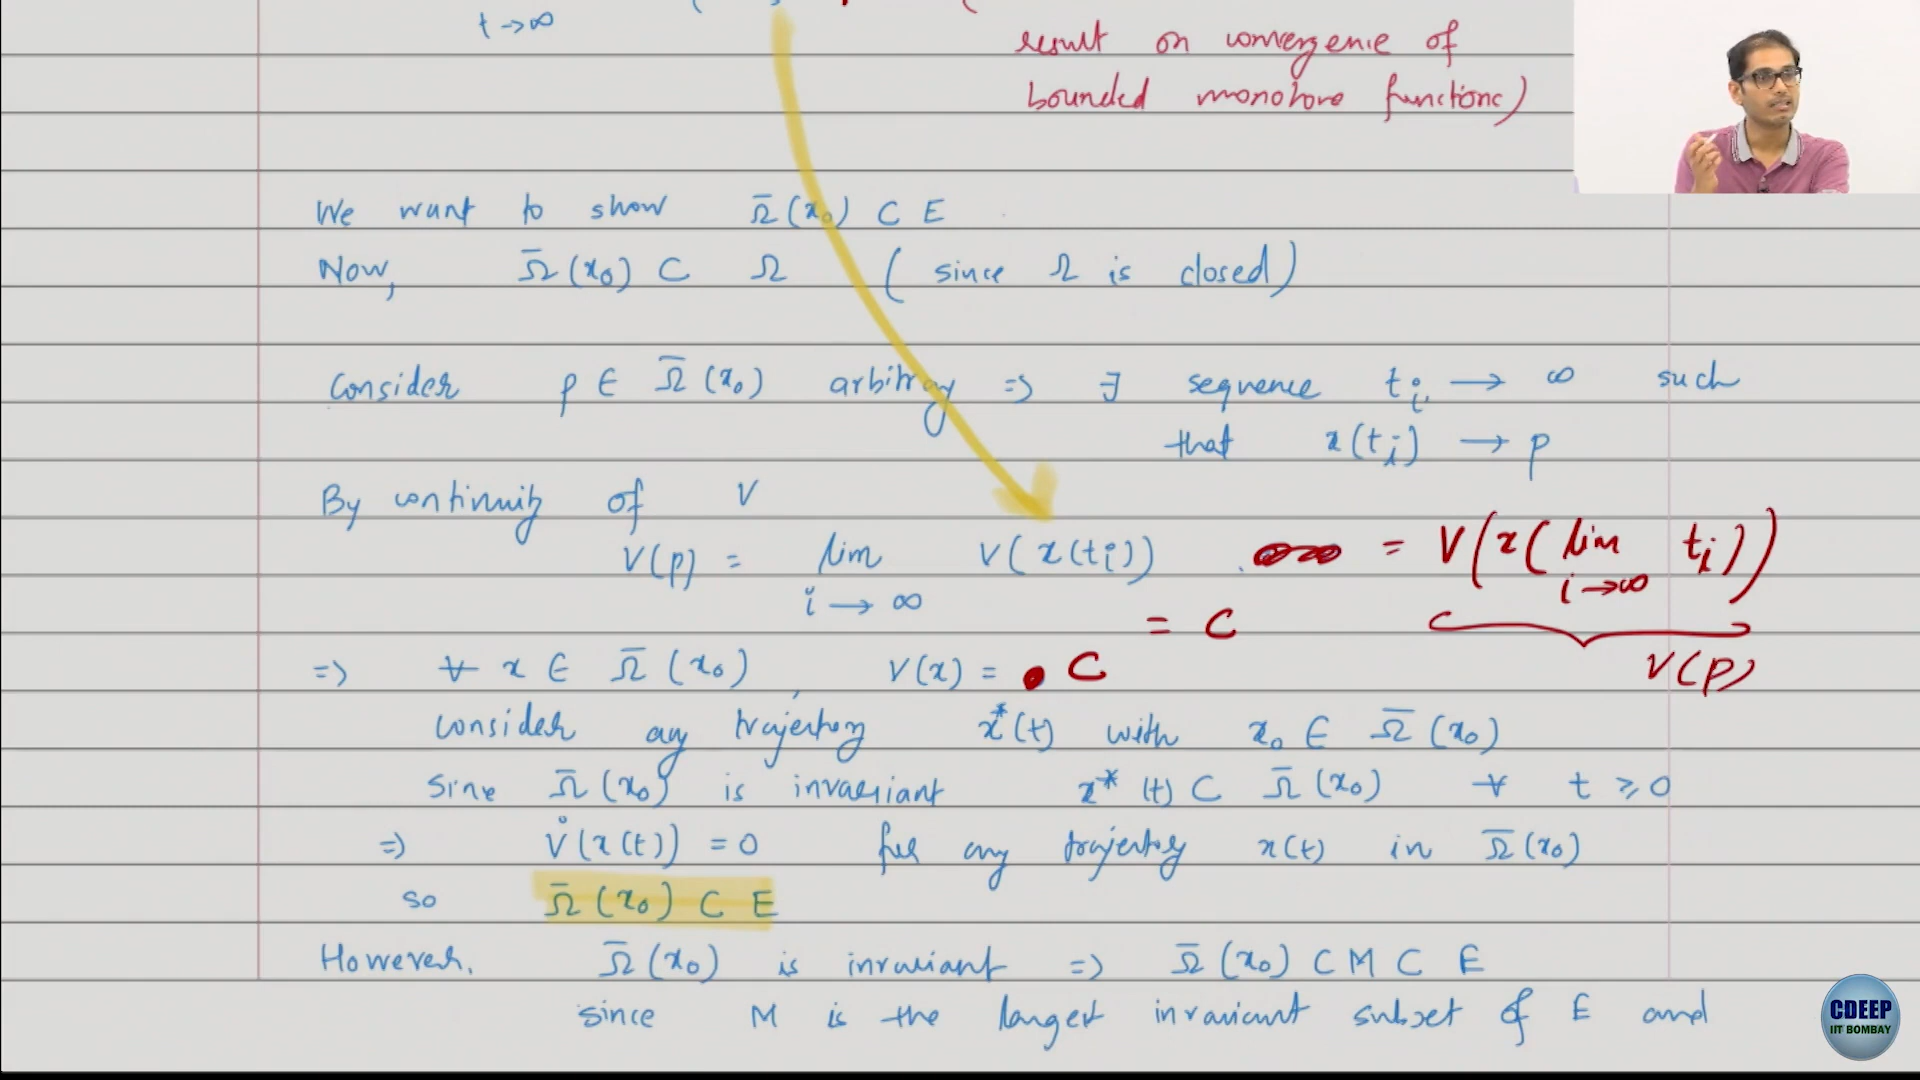 t → ∞
result on convergence of
bounded monotone functions)
We want to show Ω̄(x₀) ⊂ E
Now, Ω̄(x₀) ⊂ Ω (since Ω is closed)
Consider p ∈ Ω̄(x₀) arbitray => ∃ sequence tᵢ → ∞ such
that x(tᵢ) → p
By continuity of V
V(p) = lim V(x(tᵢ)) = V(x(lim tᵢ))
i → ∞ i → ∞
= C
V(p)
=> ∀ x ∈ Ω̄(x₀), V(x) = C
consider any trajectory x*(t) with x₀ ∈ Ω̄(x₀)
since Ω̄(x₀) is invariant x*(t) ⊂ Ω̄(x₀) ∀ t ≥ 0
=> V̇(x(t)) = 0 for any trajectory x(t) in Ω̄(x₀)
so Ω̄(x₀) ⊂ E
However, Ω̄(x₀) is invariant => Ω̄(x₀) ⊂ M ⊂ E
since M is the largest invariant subset of E and
CDEEP
IIT BOMBAY